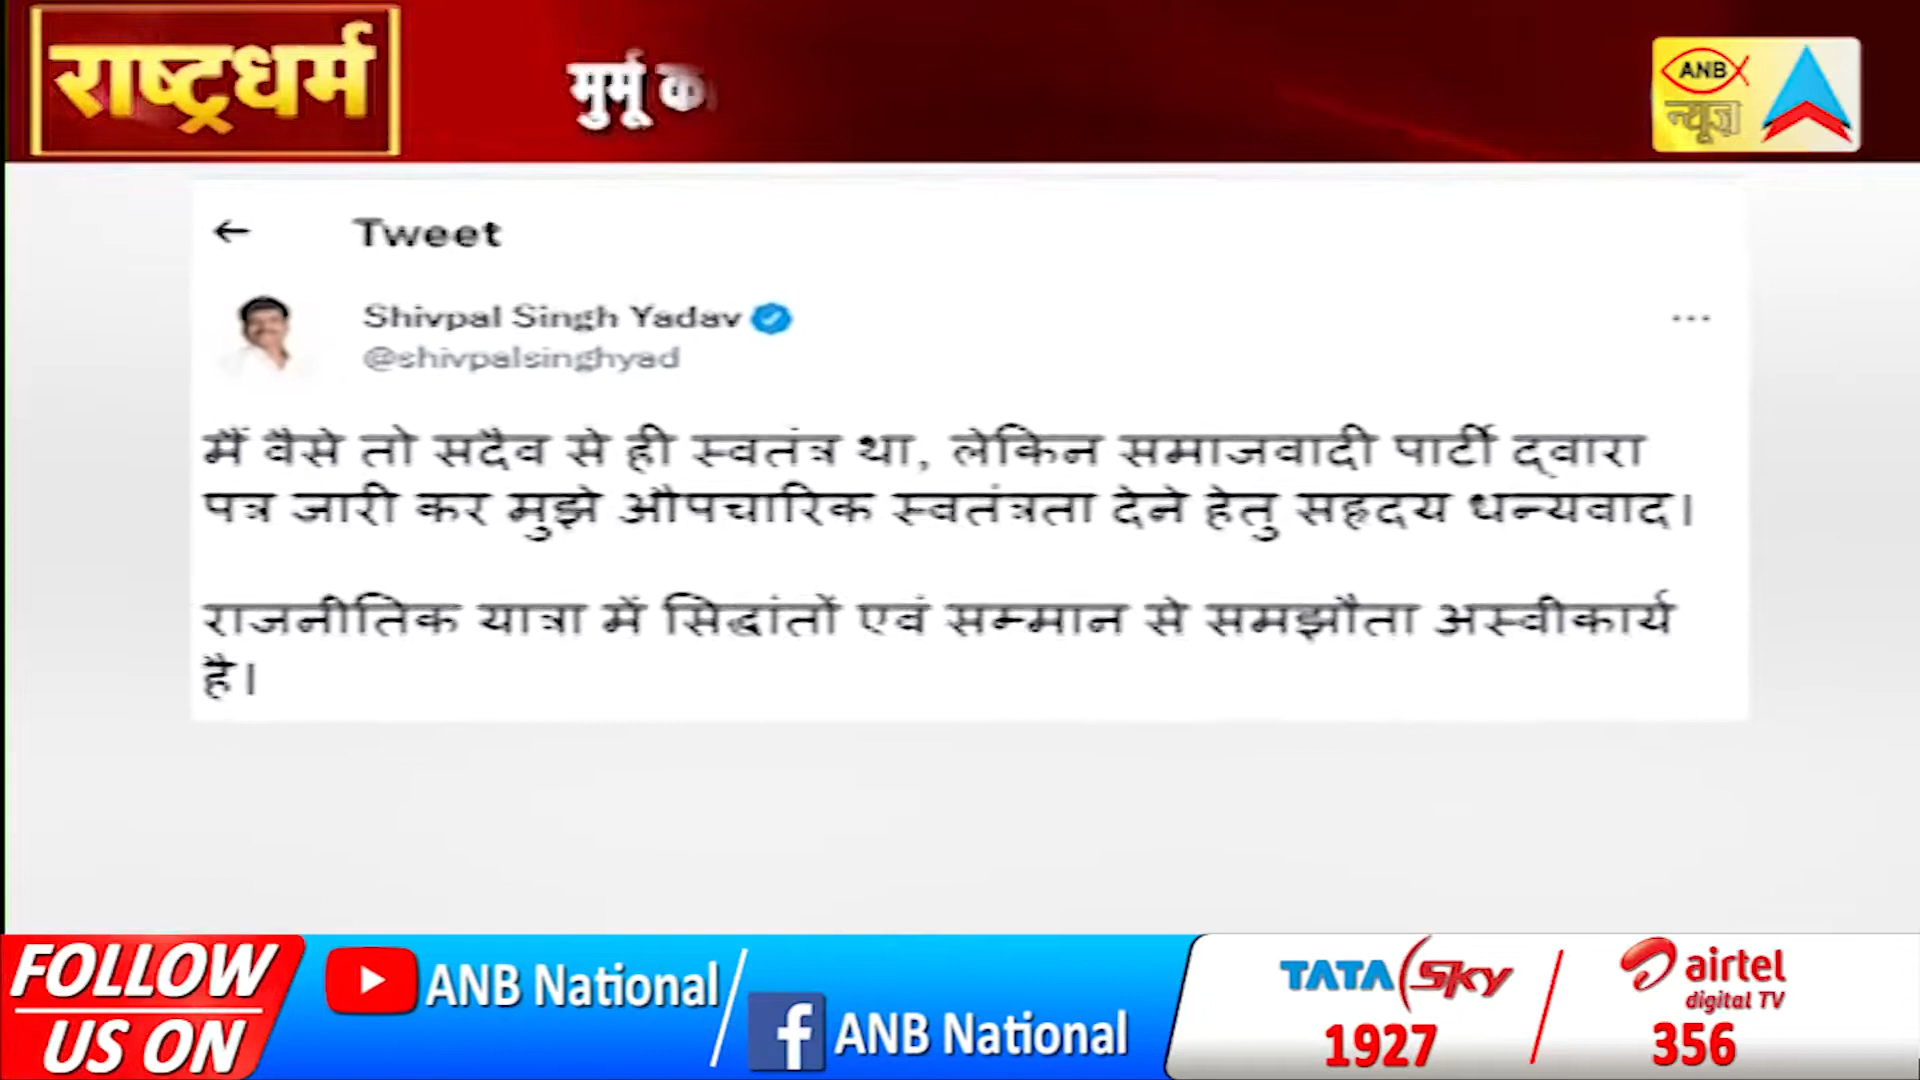 राष्ट्रधर्म
मुर्मू
ANB
न्यूज़
Tweet
Shivpal Singh Yadav
@shivpalsinghyad
मैं वैसे तो सदैव से ही स्वतंत्र था, लेकिन समाजवादी पार्टी द्वारा
पत्र जारी कर मुझे औपचारिक स्वतंत्रता देने हेतु सहृदय धन्यवाद।
राजनीतिक यात्रा में सिद्धांतों एवं सम्मान से समझौता अस्वीकार्य
है।
FOLLOW
US ON
ANB National
ANB National
TATA Sky
1927
airtel
digital TV
356